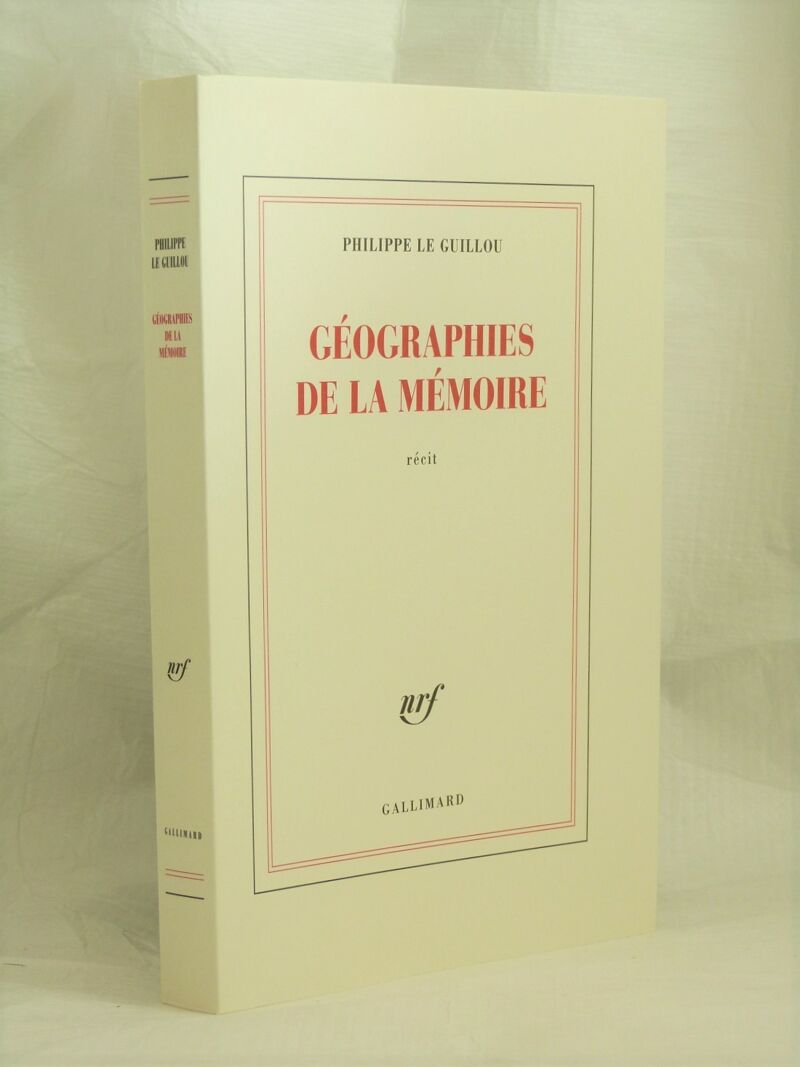 PHILIPPE
LE GUILLOU
GÉOGRAPHIES
DE LA
MÉMOIRE
nrf
GALLIMARD
PHILIPPE LE GUILLOU
GÉOGRAPHIES
DE LA MÉMOIRE
récit
nrf
GALLIMARD